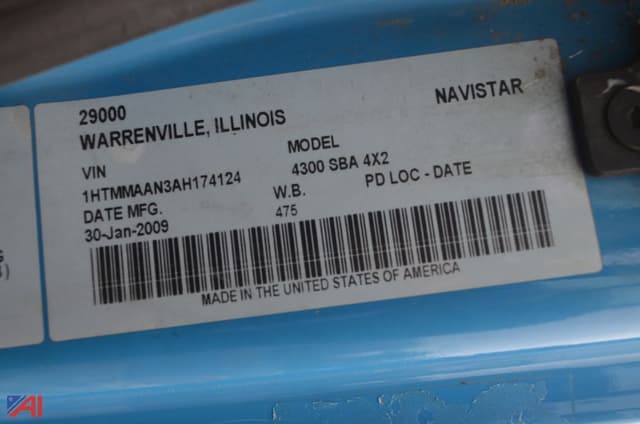 29000
WARRENVILLE, ILLINOIS
NAVISTAR
VIN
MODEL
1HTMMAAN3AH174124
4300 SBA 4X2
DATE MFG.
W.B.
PD LOC - DATE
30-Jan-2009
475
MADE IN THE UNITED STATES OF AMERICA
AI